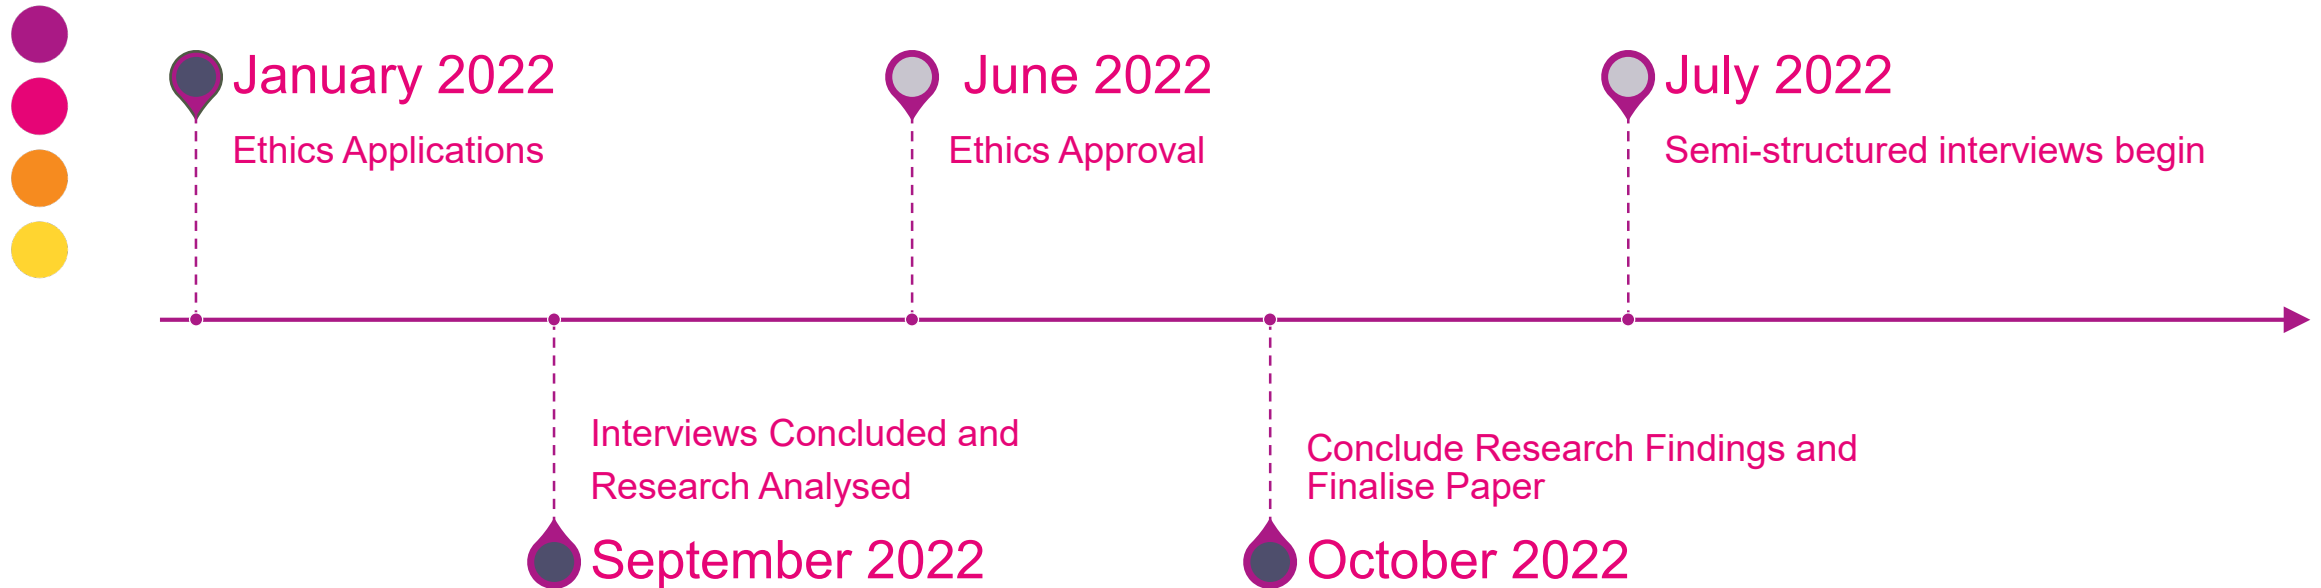 January 2022
Ethics Applications
June 2022
Ethics Approval
July 2022
Semi-structured interviews begin
Interviews Concluded and
Research Analysed
September 2022
Conclude Research Findings and
Finalise Paper
October 2022